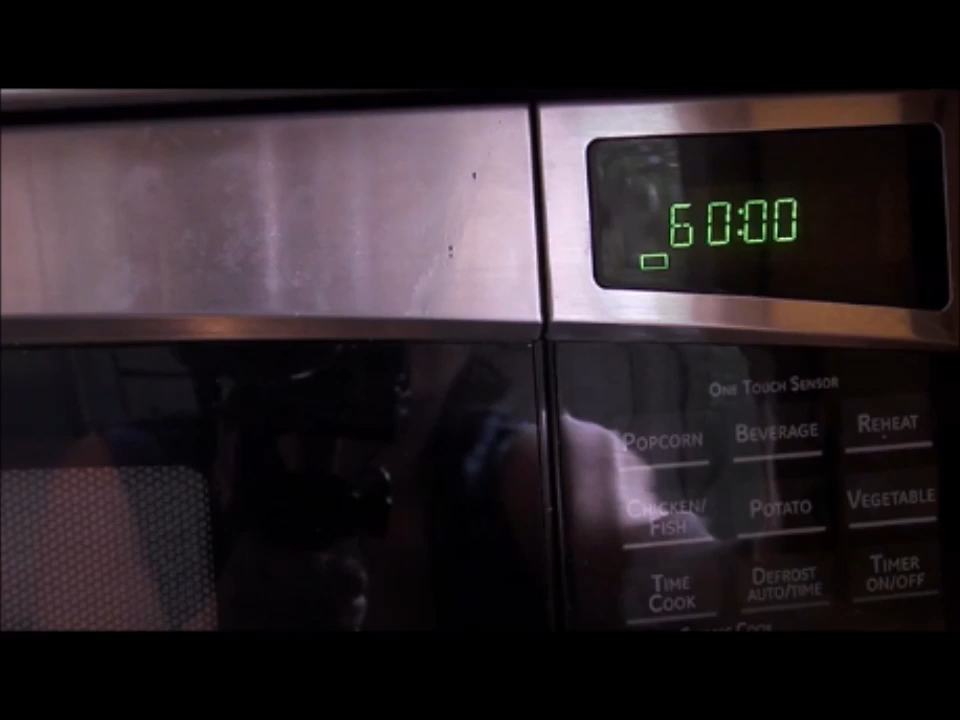 60:00
ONE TOUCH SENSOR
POPCORN BEVERAGE REHEAT
CHICKEN/
FISH
POTATO VEGETABLE
TIME
COOK
DEFROST
AUTO/TIME
TIMER
ON/OFF